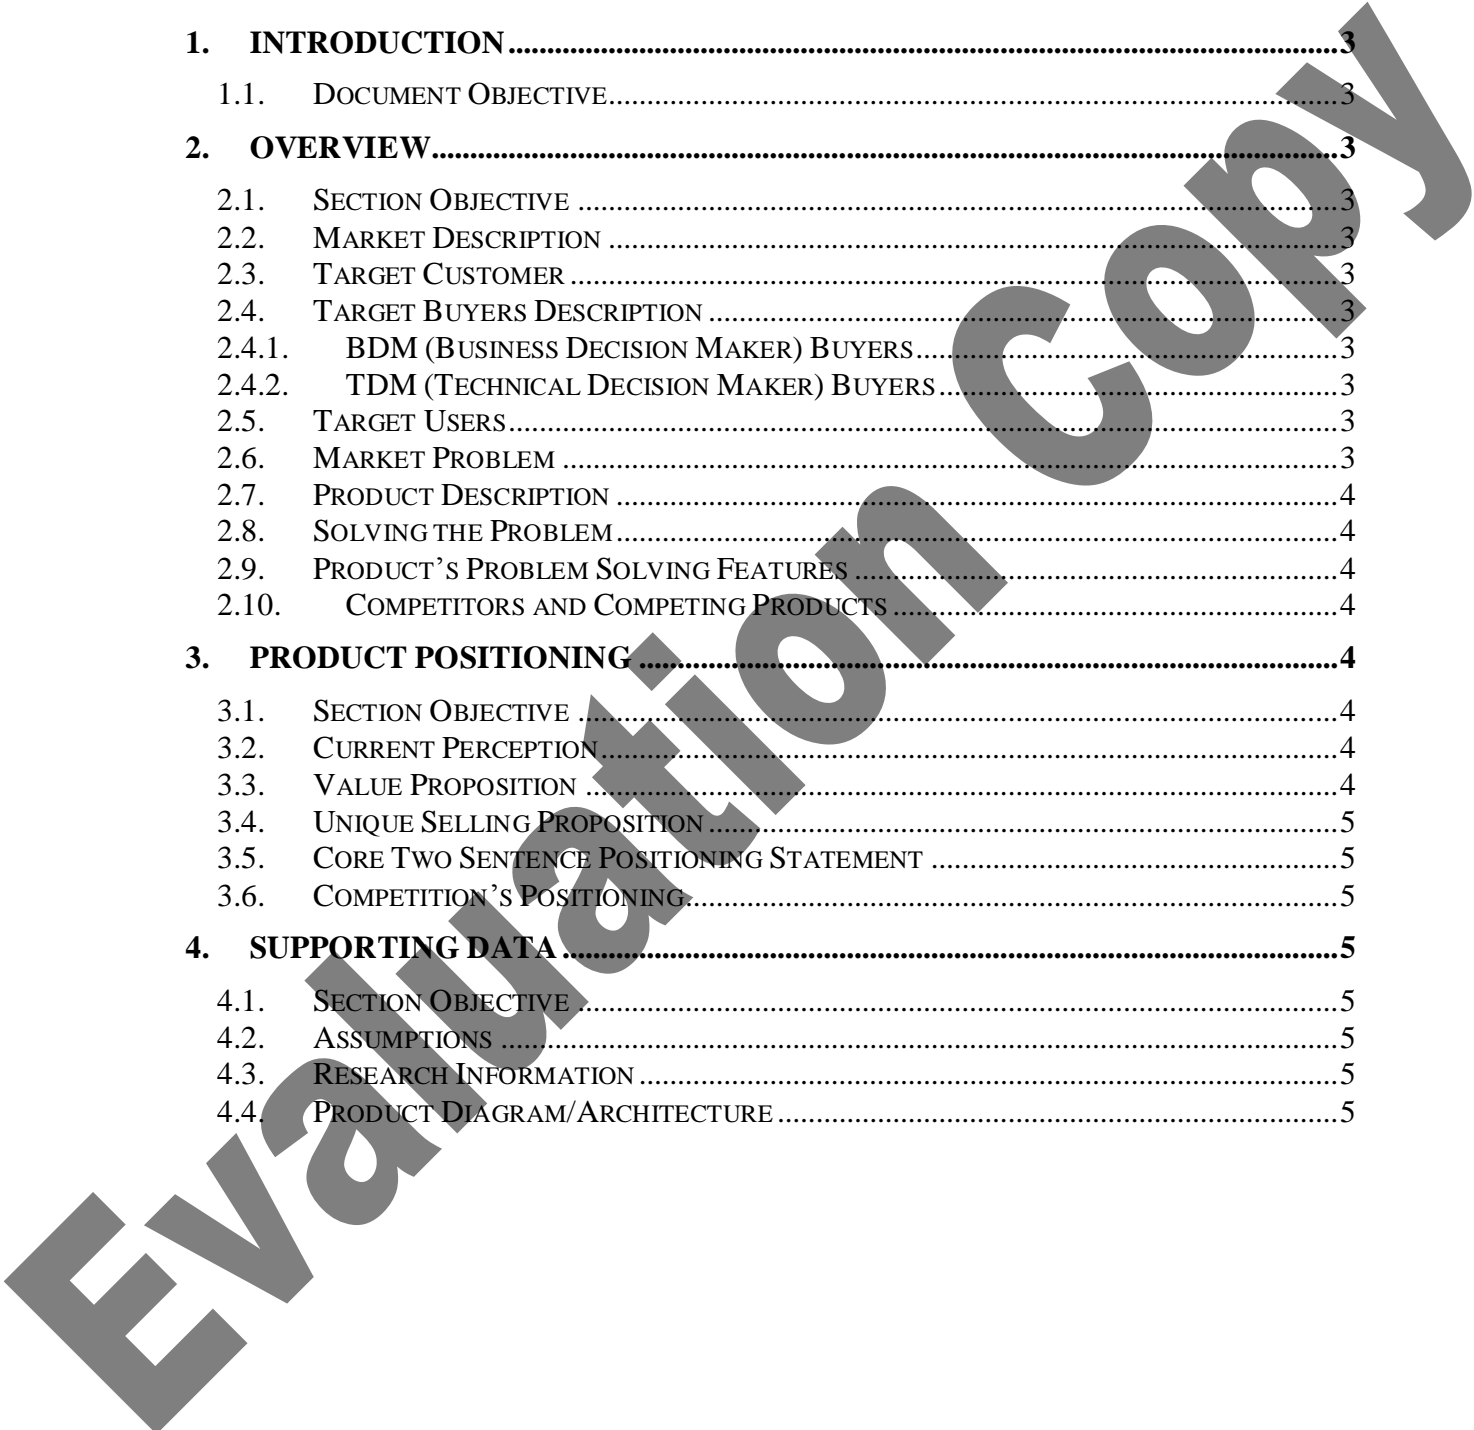 1. INTRODUCTION........................................................................3
1.1. Document Objective........................................................................3
2. OVERVIEW........................................................................3
2.1. Section Objective ........................................................................3
2.2. Market Description ........................................................................3
2.3. Target Customer ........................................................................3
2.4. Target Buyers Description ........................................................................3
2.4.1. BDM (Business Decision Maker) Buyers........................................................................3
2.4.2. TDM (Technical Decision Maker) Buyers........................................................................3
2.5. Target Users........................................................................3
2.6. Market Problem ........................................................................3
2.7. Product Description ........................................................................4
2.8. Solving the Problem........................................................................4
2.9. Product’s Problem Solving Features ........................................................................4
2.10. Competitors and Competing Products ........................................................................4
3. PRODUCT POSITIONING ........................................................................4
3.1. Section Objective ........................................................................4
3.2. Current Perception........................................................................4
3.3. Value Proposition ........................................................................4
3.4. Unique Selling Proposition ........................................................................5
3.5. Core Two Sentence Positioning Statement ........................................................................5
3.6. Competition’s Positioning........................................................................5
4. SUPPORTING DATA ........................................................................5
4.1. Section Objective ........................................................................5
4.2. Assumptions ........................................................................5
4.3. Research Information ........................................................................5
4.4. Product Diagram/Architecture ........................................................................5
Evaluation Copy